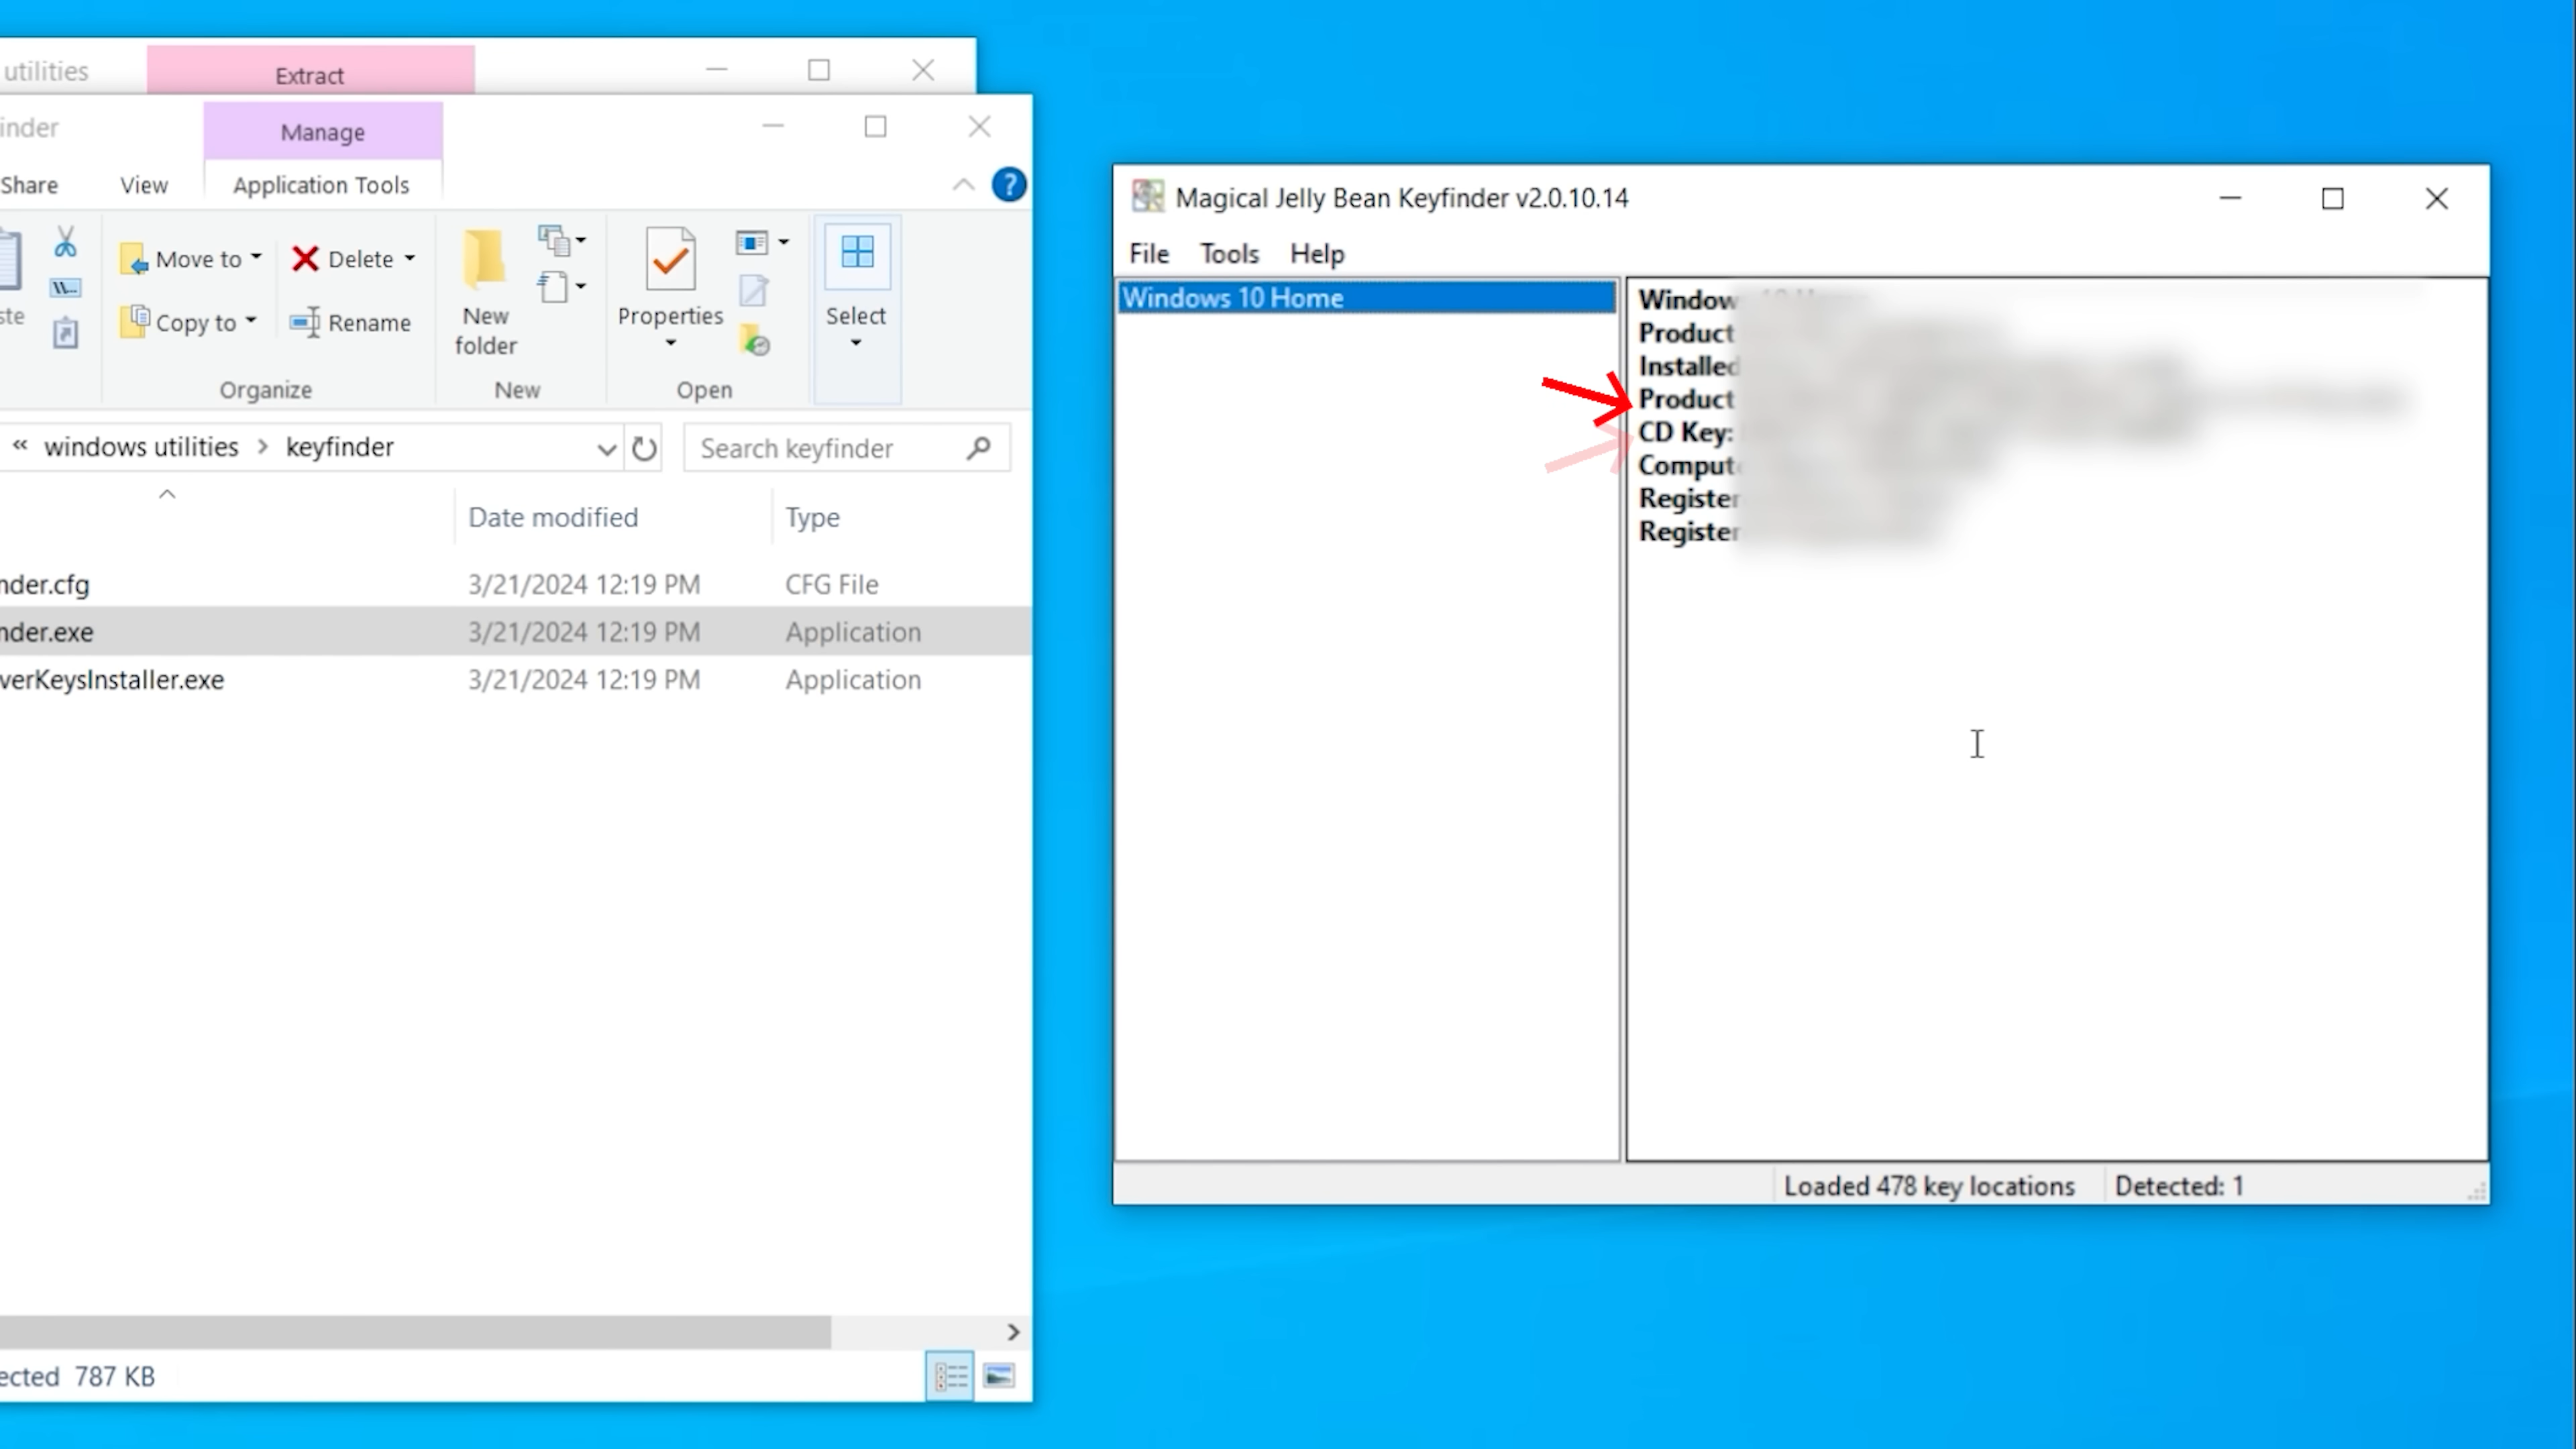 utilities
Extract
inder
Manage
Share
View
Application Tools
Move to
Delete
Copy to
Rename
New
folder
Properties
Select
ste
Organize
New
Open
« windows utilities > keyfinder
Search keyfinder
Date modified
Type
nder.cfg
3/21/2024 12:19 PM
CFG File
nder.exe
3/21/2024 12:19 PM
Application
verKeysInstaller.exe
3/21/2024 12:19 PM
Application
ected 787 KB
Magical Jelly Bean Keyfinder v2.0.10.14
File
Tools
Help
Windows 10 Home
Window
Product
Installed
Product
CD Key:
Comput
Register
Register
Loaded 478 key locations
Detected: 1